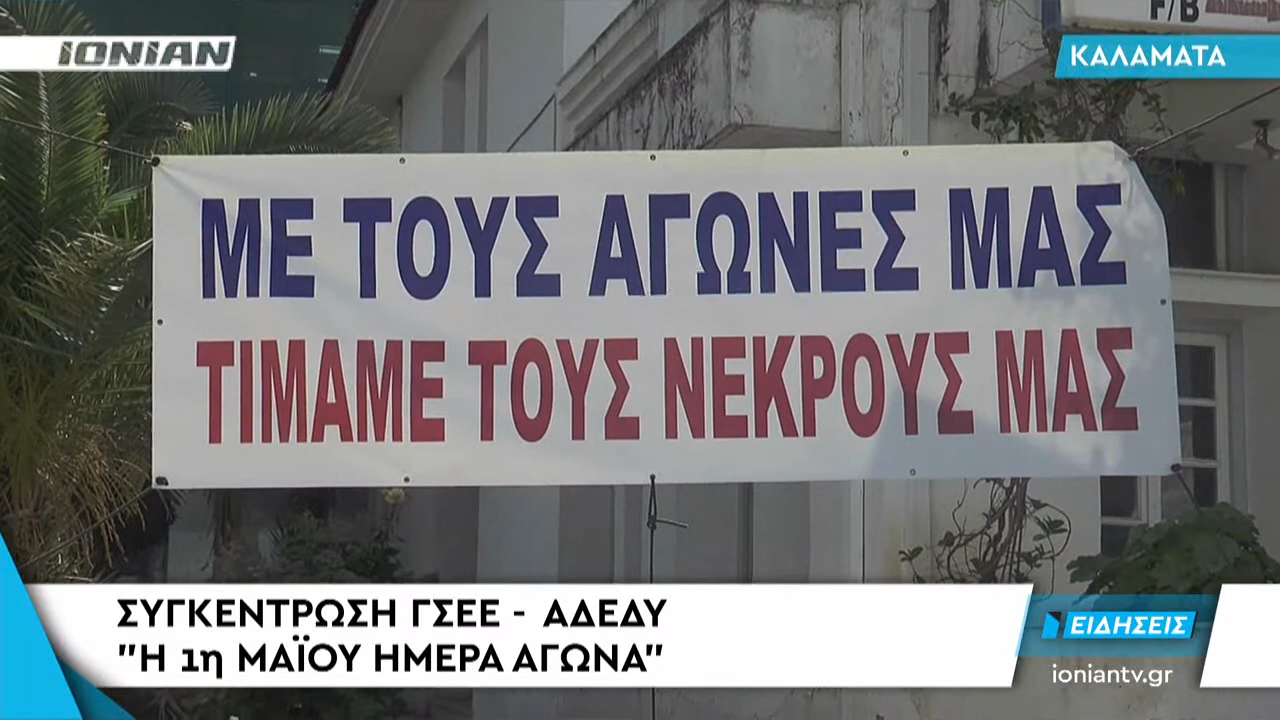 IONIAN
F/B
ΚΑΛΑΜΑΤΑ
ΜΕ ΤΟΥΣ ΑΓΩΝΕΣ ΜΑΣ
ΤΙΜΑΜΕ ΤΟΥΣ ΝΕΚΡΟΥΣ ΜΑΣ
ΣΥΓΚΕΝΤΡΩΣΗ ΓΣΕΕ - ΑΔΕΔΥ
"Η 1η ΜΑΪΟΥ ΗΜΕΡΑ ΑΓΩΝΑ"
ΕΙΔΗΣΕΙΣ
ioniantv.gr